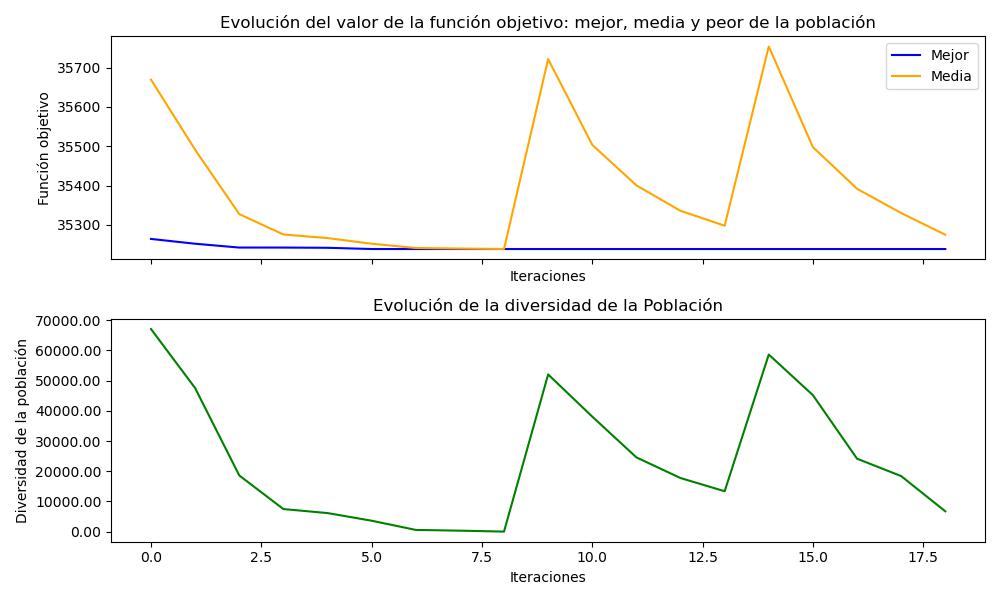 Evolución del valor de la función objetivo: mejor, media y peor de la población
Función objetivo
35700
35600
35500
35400
35300
Mejor
Media
Iteraciones
Evolución de la diversidad de la Población
Diversidad de la población
70000.00
60000.00
50000.00
40000.00
30000.00
20000.00
10000.00
0.00
0.0 2.5 5.0 7.5 10.0 12.5 15.0 17.5
Iteraciones